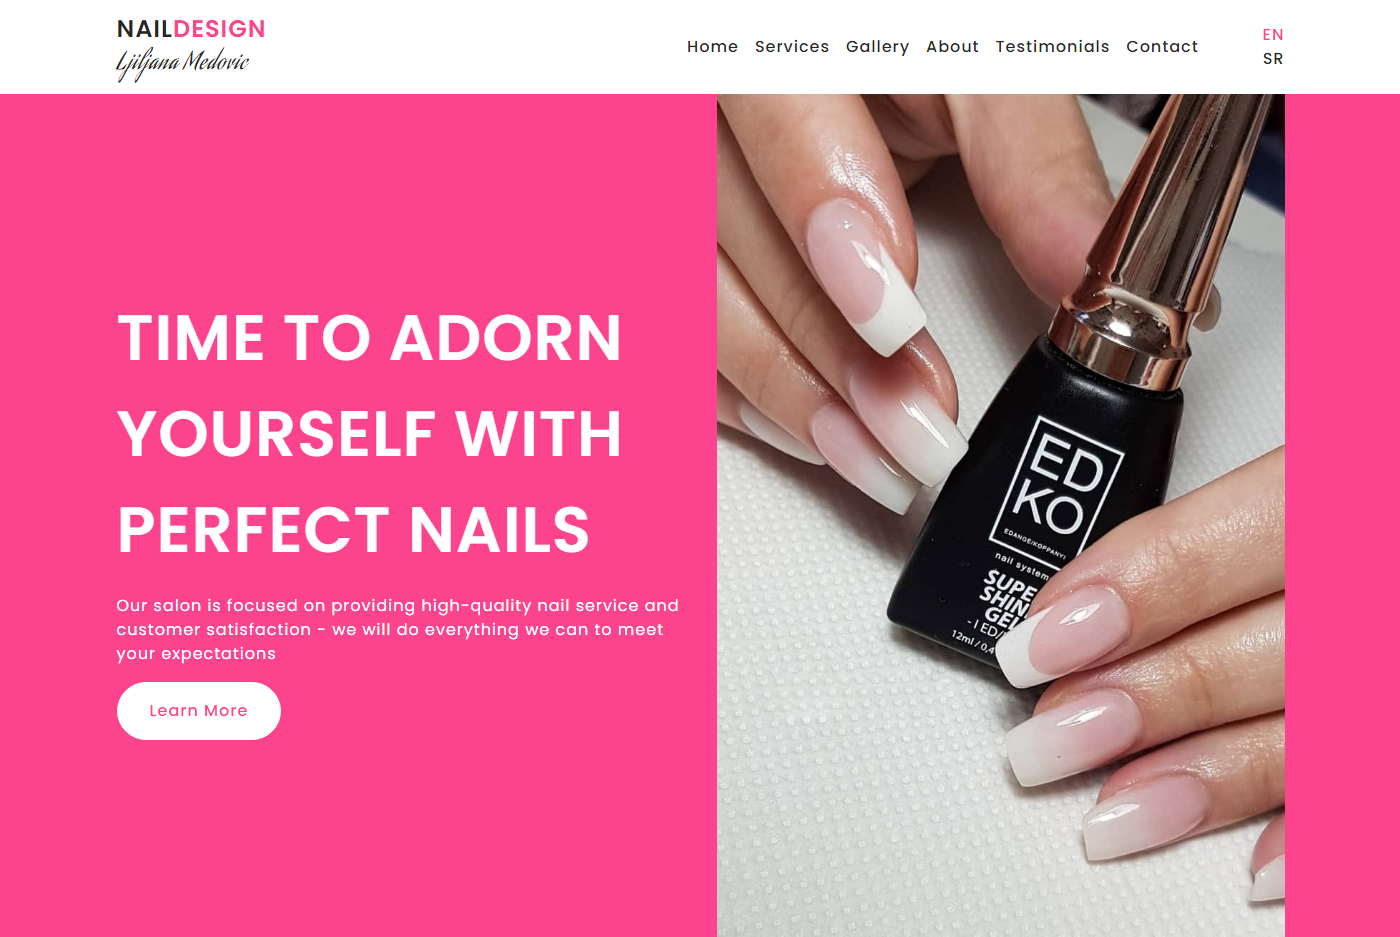 NAILDESIGN
Ljiljana Medovic
Home Services Gallery About Testimonials Contact
EN
SR
TIME TO ADORN
YOURSELF WITH
PERFECT NAILS
Our salon is focused on providing high-quality nail service and
customer satisfaction - we will do everything we can to meet
your expectations
Learn More
ED
KO
EDANGE/KOPPANYI
nail system
SUPE
SHIN
GEL
- I ED/
12ml / 0,4